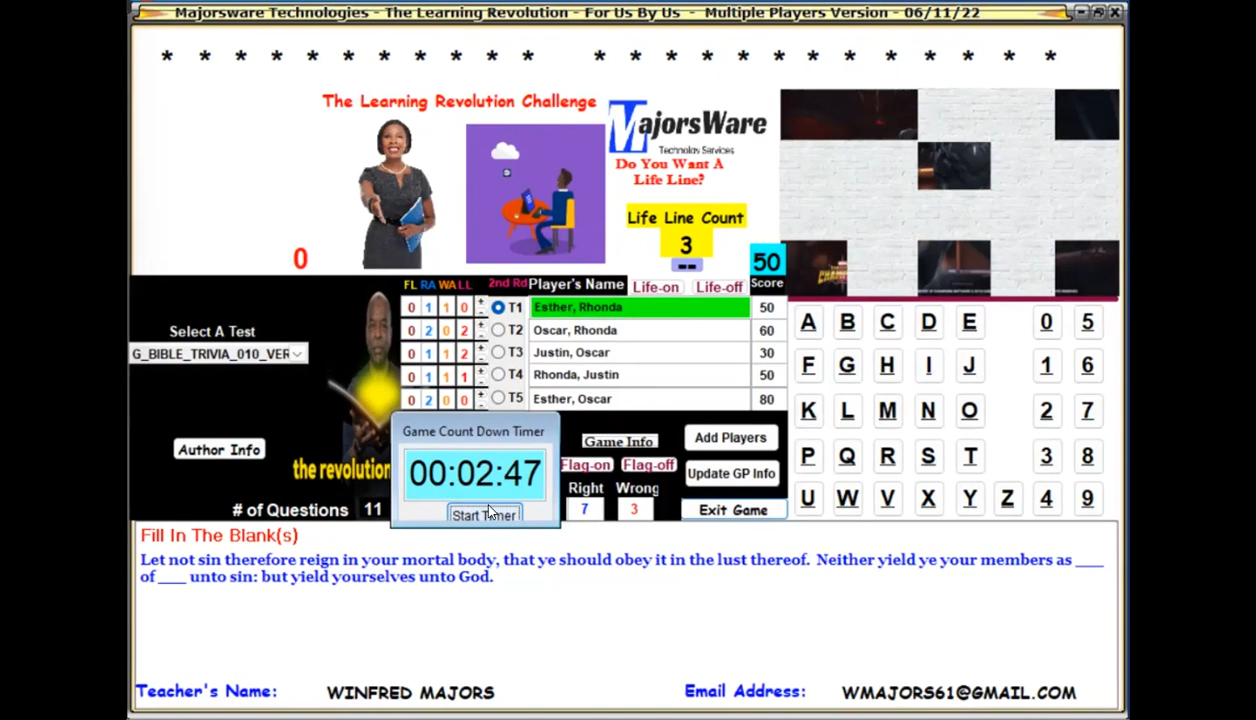 Majorsware Technologies - The Learning Revolution - For Us By Us - Multiple Players Version - 06/11/22
* * * * * * * * * * * * * * * * * * * * * * *
The Learning Revolution Challenge
MajorsWare
Technology Services
Do You Want A
Life Line?
Life Line Count
3
--
0
50
FL RA WA LL 2nd Rd Player's Name Life-on Life-off Score
0 1 1 0 + - T1 Esther, Rhonda 50
0 2 0 2 + - T2 Oscar, Rhonda 60
0 1 1 2 + - T3 Justin, Oscar 30
0 1 1 1 + - T4 Rhonda, Justin 50
0 2 0 0 + - T5 Esther, Oscar 80
Select A Test
G_BIBLE_TRIVIA_010_VER
Author Info
the revolution
# of Questions 11
Game Count Down Timer
00:02:47
Start Timer
Game Info
Flag-on Flag-off
Right Wrong
7 3
Add Players
Update GP Info
Exit Game
A B C D E 0 5
F G H I J 1 6
K L M N O 2 7
P Q R S T 3 8
U V W X Y Z 4 9
Fill In The Blank(s)
Let not sin therefore reign in your mortal body, that ye should obey it in the lust thereof. Neither yield ye your members as ___
of ___ unto sin: but yield yourselves unto God.
Teacher's Name: WINFRED MAJORS Email Address: WMAJORS61@GMAIL.COM